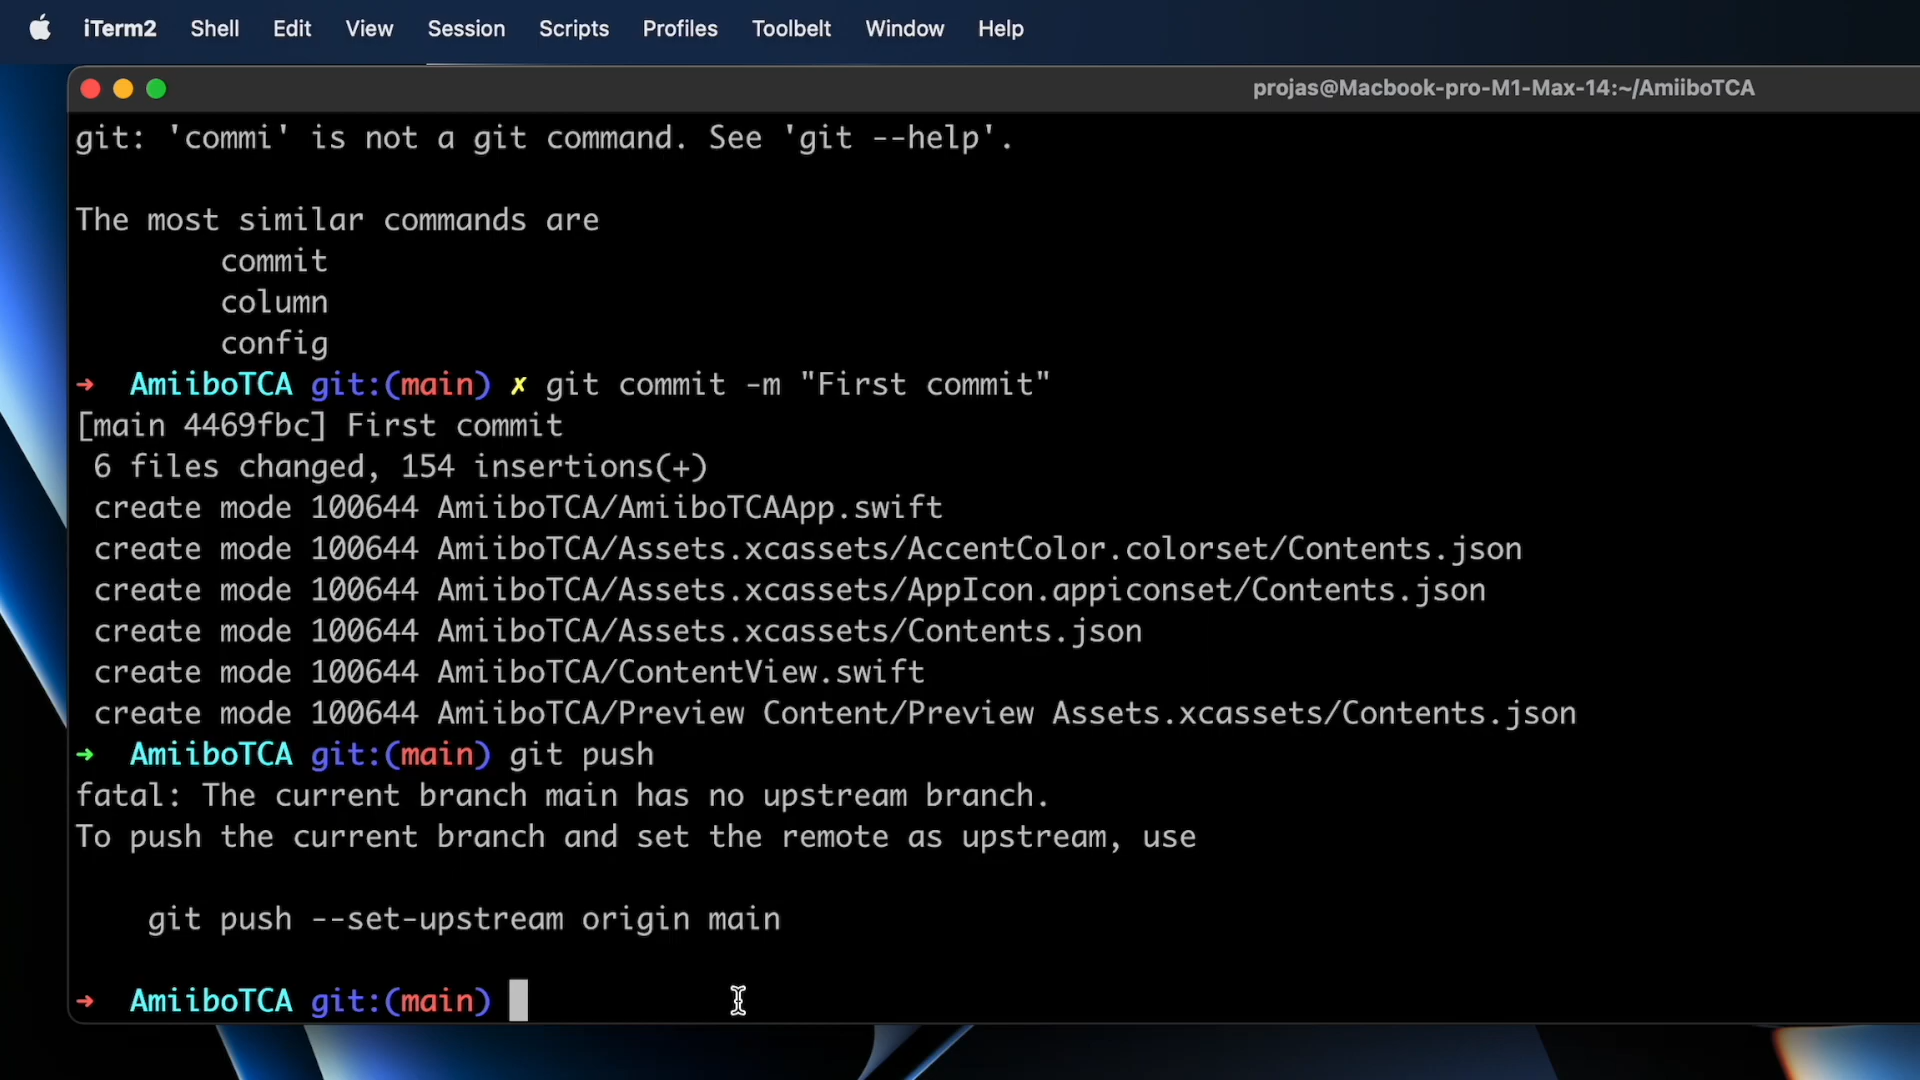 iTerm2 Shell Edit View Session Scripts Profiles Toolbelt Window Help
projas@Macbook-pro-M1-Max-14:~/AmiiboTCA
git: 'commi' is not a git command. See 'git --help'.
The most similar commands are
commit
column
config
➜ AmiiboTCA git:(main) ✗ git commit -m "First commit"
[main 4469fbc] First commit
6 files changed, 154 insertions(+)
create mode 100644 AmiiboTCA/AmiiboTCAApp.swift
create mode 100644 AmiiboTCA/Assets.xcassets/AccentColor.colorset/Contents.json
create mode 100644 AmiiboTCA/Assets.xcassets/AppIcon.appiconset/Contents.json
create mode 100644 AmiiboTCA/Assets.xcassets/Contents.json
create mode 100644 AmiiboTCA/ContentView.swift
create mode 100644 AmiiboTCA/Preview Content/Preview Assets.xcassets/Contents.json
➜ AmiiboTCA git:(main) git push
fatal: The current branch main has no upstream branch.
To push the current branch and set the remote as upstream, use
git push --set-upstream origin main
➜ AmiiboTCA git:(main)